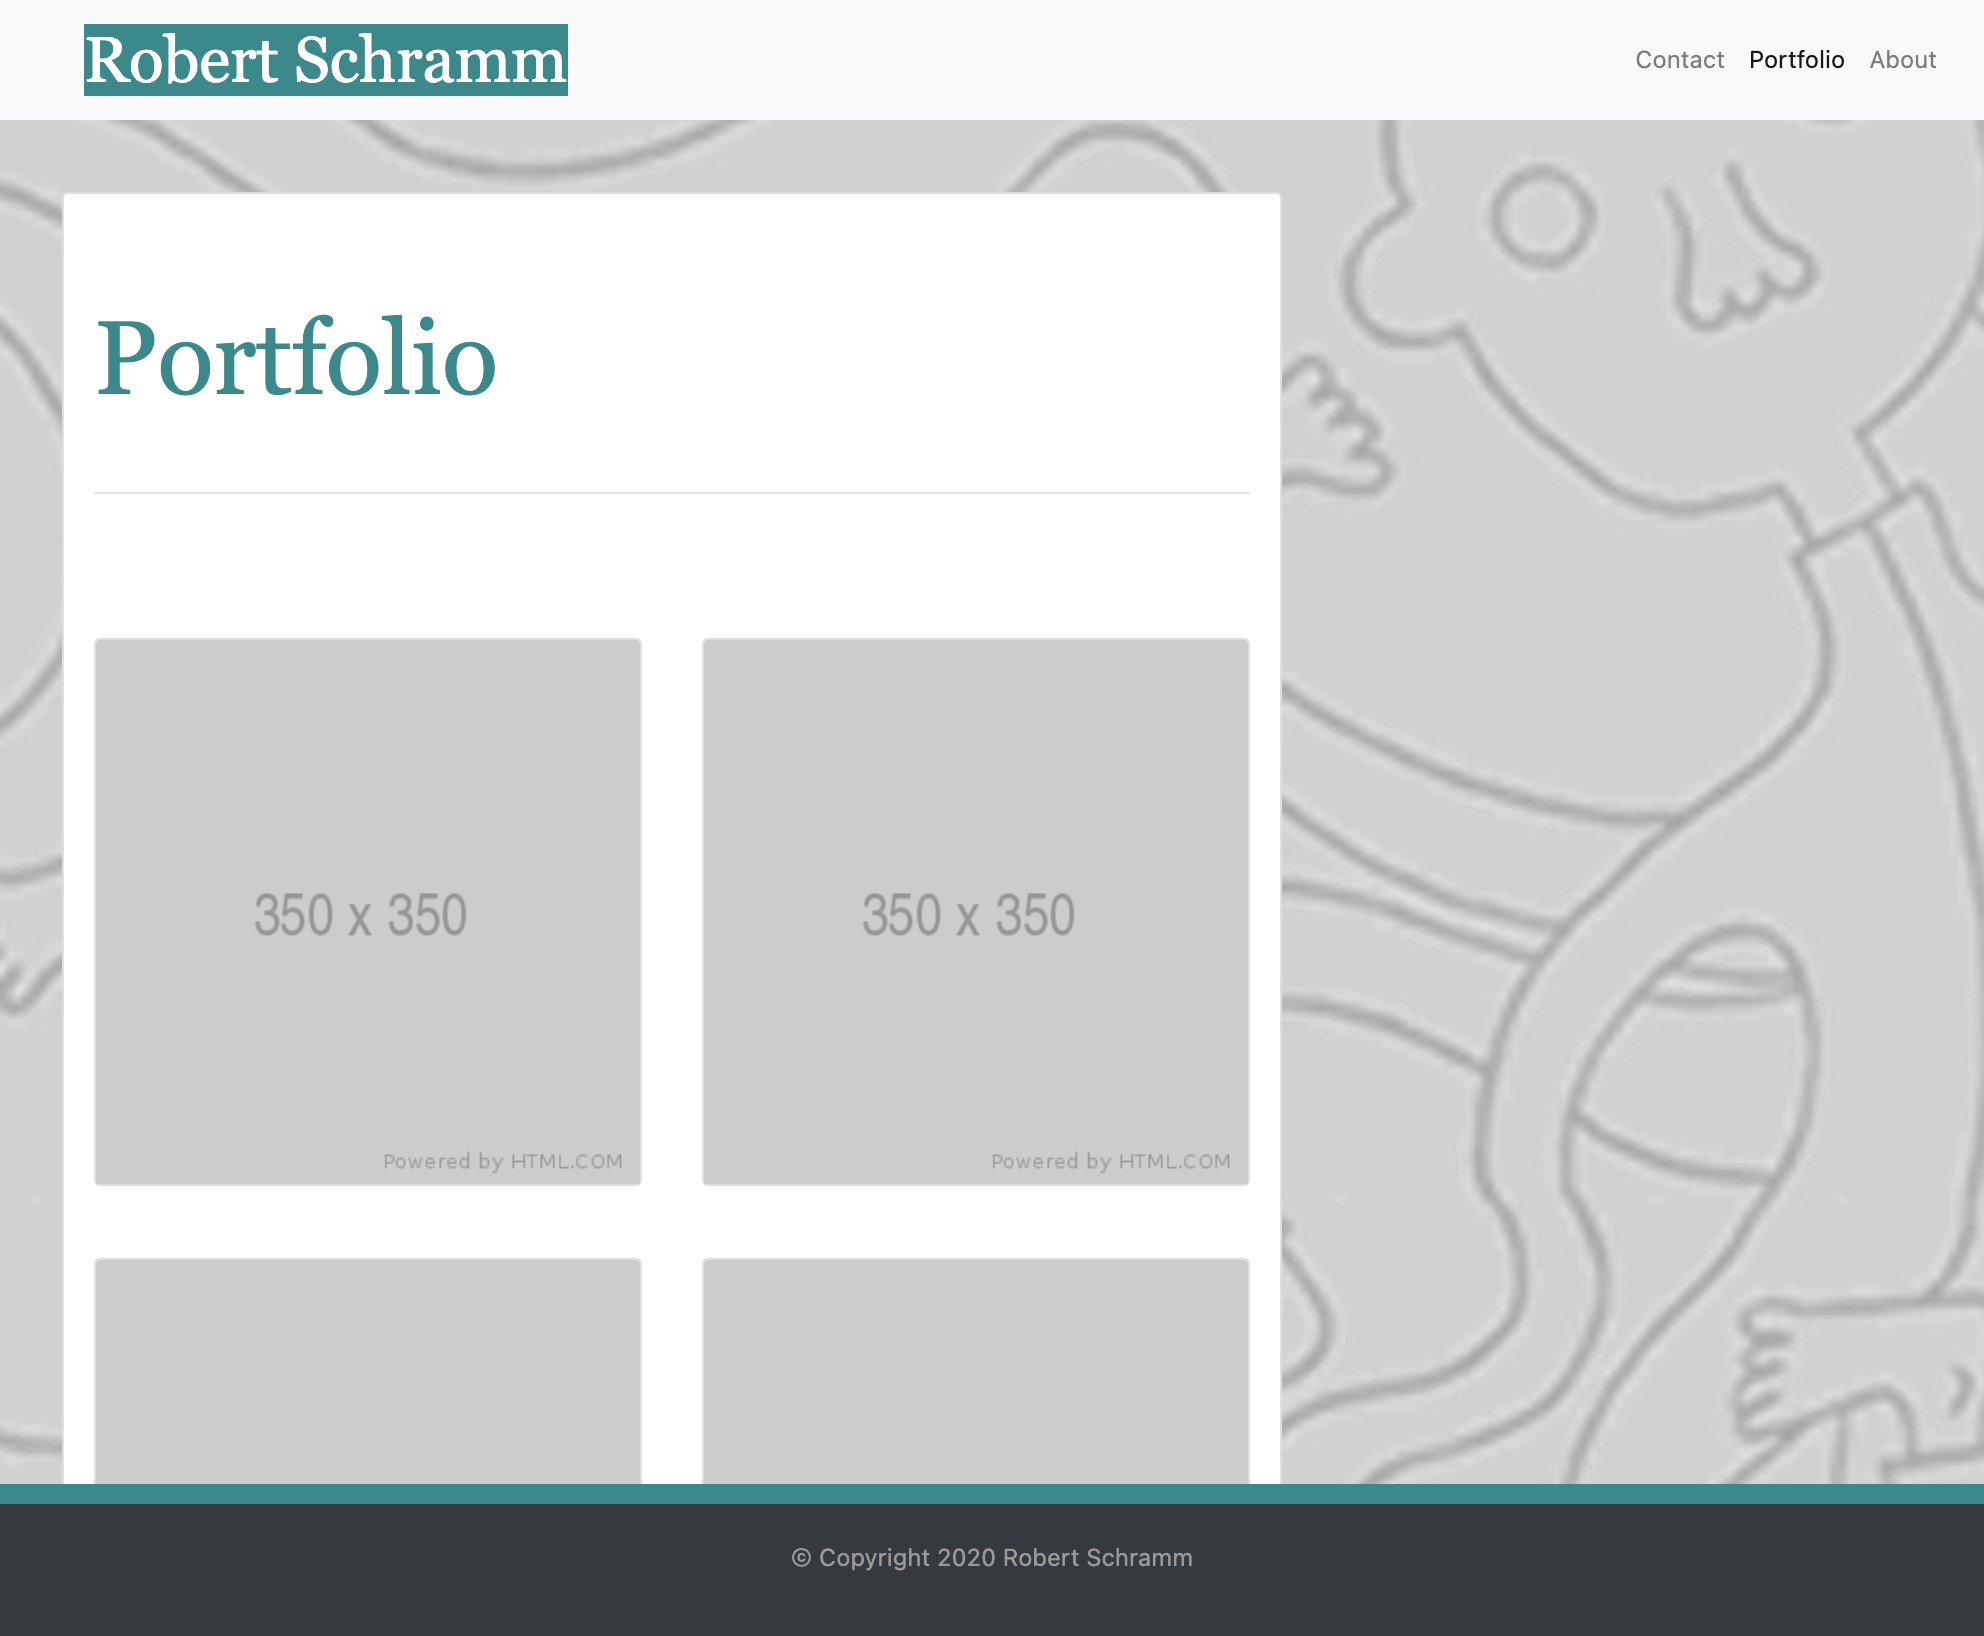 Robert Schramm
Contact Portfolio About
Portfolio
350 x 350
350 x 350
Powered by HTML.COM
Powered by HTML.COM
© Copyright 2020 Robert Schramm